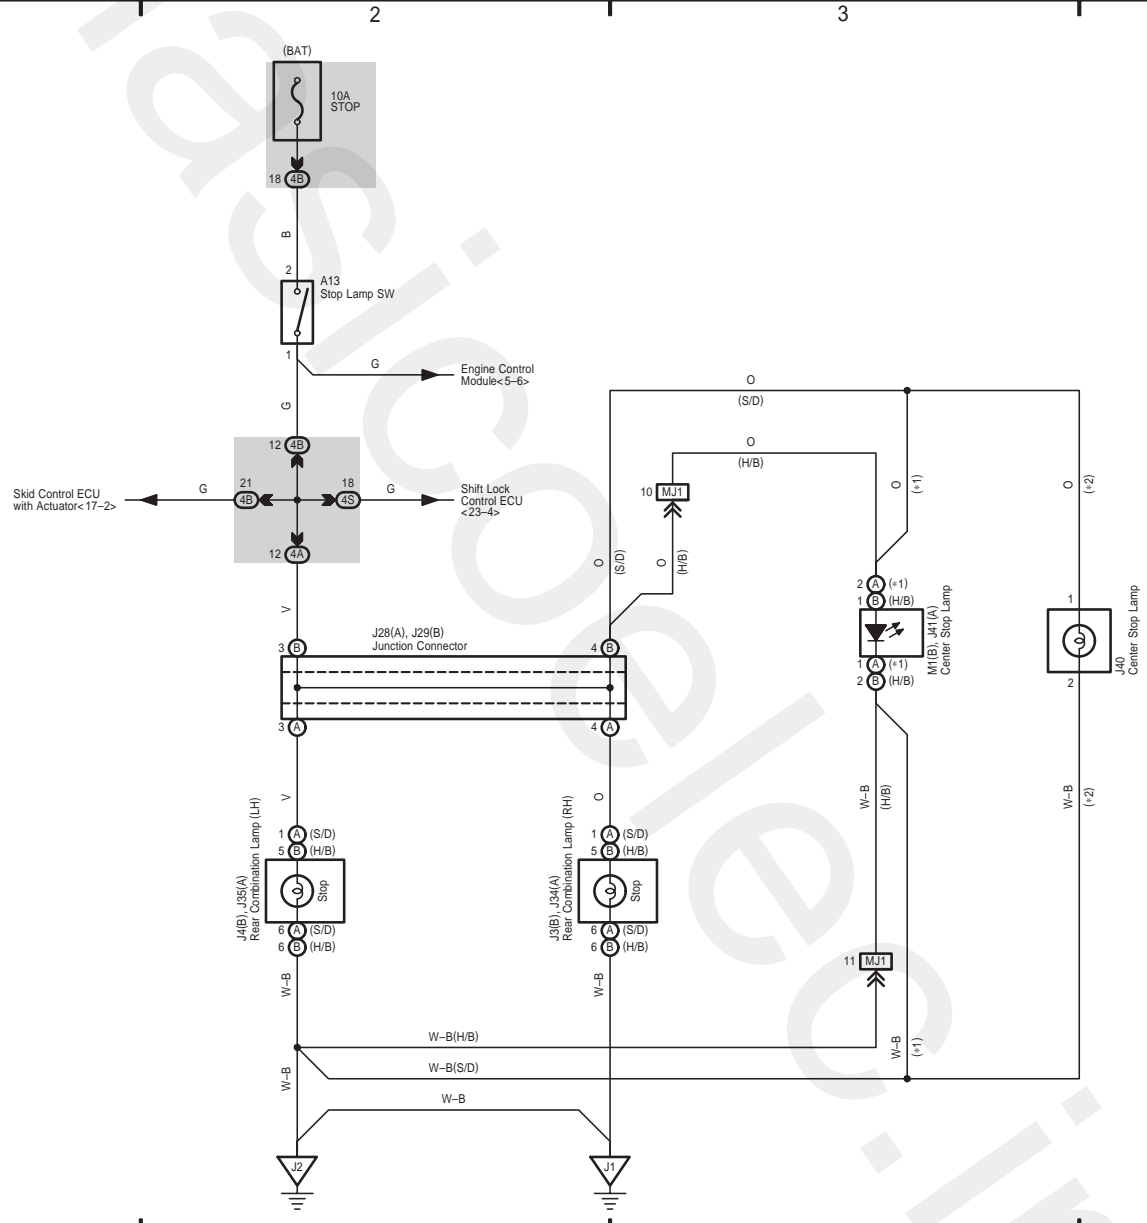 2
3
(BAT)
10A
STOP
18 4B
B
2
A13
Stop Lamp SW
1
G
Engine Control
Module<5–6>
G
O
(S/D)
O
(H/B)
12 4B
21
4B
18
4S
G
G
Skid Control ECU
with Actuator<17–2>
Shift Lock
Control ECU
<23–4>
10 MJ1
O
(*1)
O
(*2)
12 4A
O
(S/D)
O
(H/B)
V
2 A (*1)
1 B (H/B)
M1(B), J41(A)
Center Stop Lamp
1
J40
Center Stop Lamp
J28(A), J29(B)
Junction Connector
3 B
4 B
1 A (*1)
2 B (H/B)
2
3 A
4 A
V
O
W–B
(H/B)
W–B
(*2)
1 A (S/D)
5 B (H/B)
J4(B), J35(A)
Rear Combination Lamp (LH)
Stop
6 A (S/D)
6 B (H/B)
1 A (S/D)
5 B (H/B)
J3(B), J34(A)
Rear Combination Lamp (RH)
Stop
6 A (S/D)
6 B (H/B)
11 MJ1
W–B
W–B
W–B(H/B)
W–B
(*1)
W–B(S/D)
W–B
W–B
J2
J1